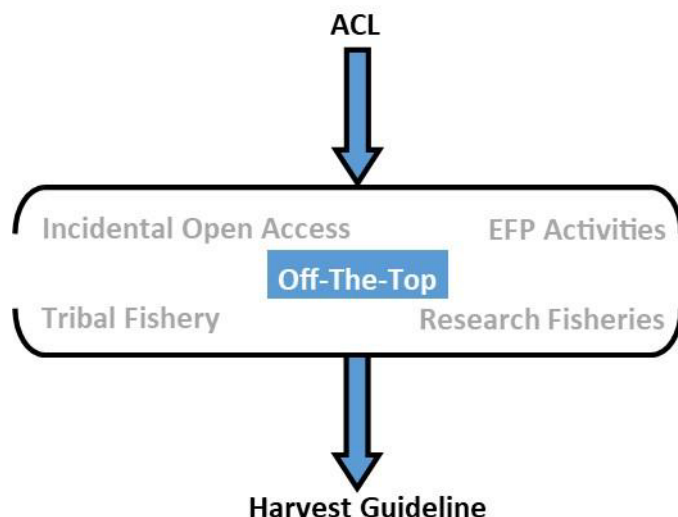 ACL
Incidental Open Access
EFP Activities
Off-The-Top
Tribal Fishery
Research Fisheries
Harvest Guideline